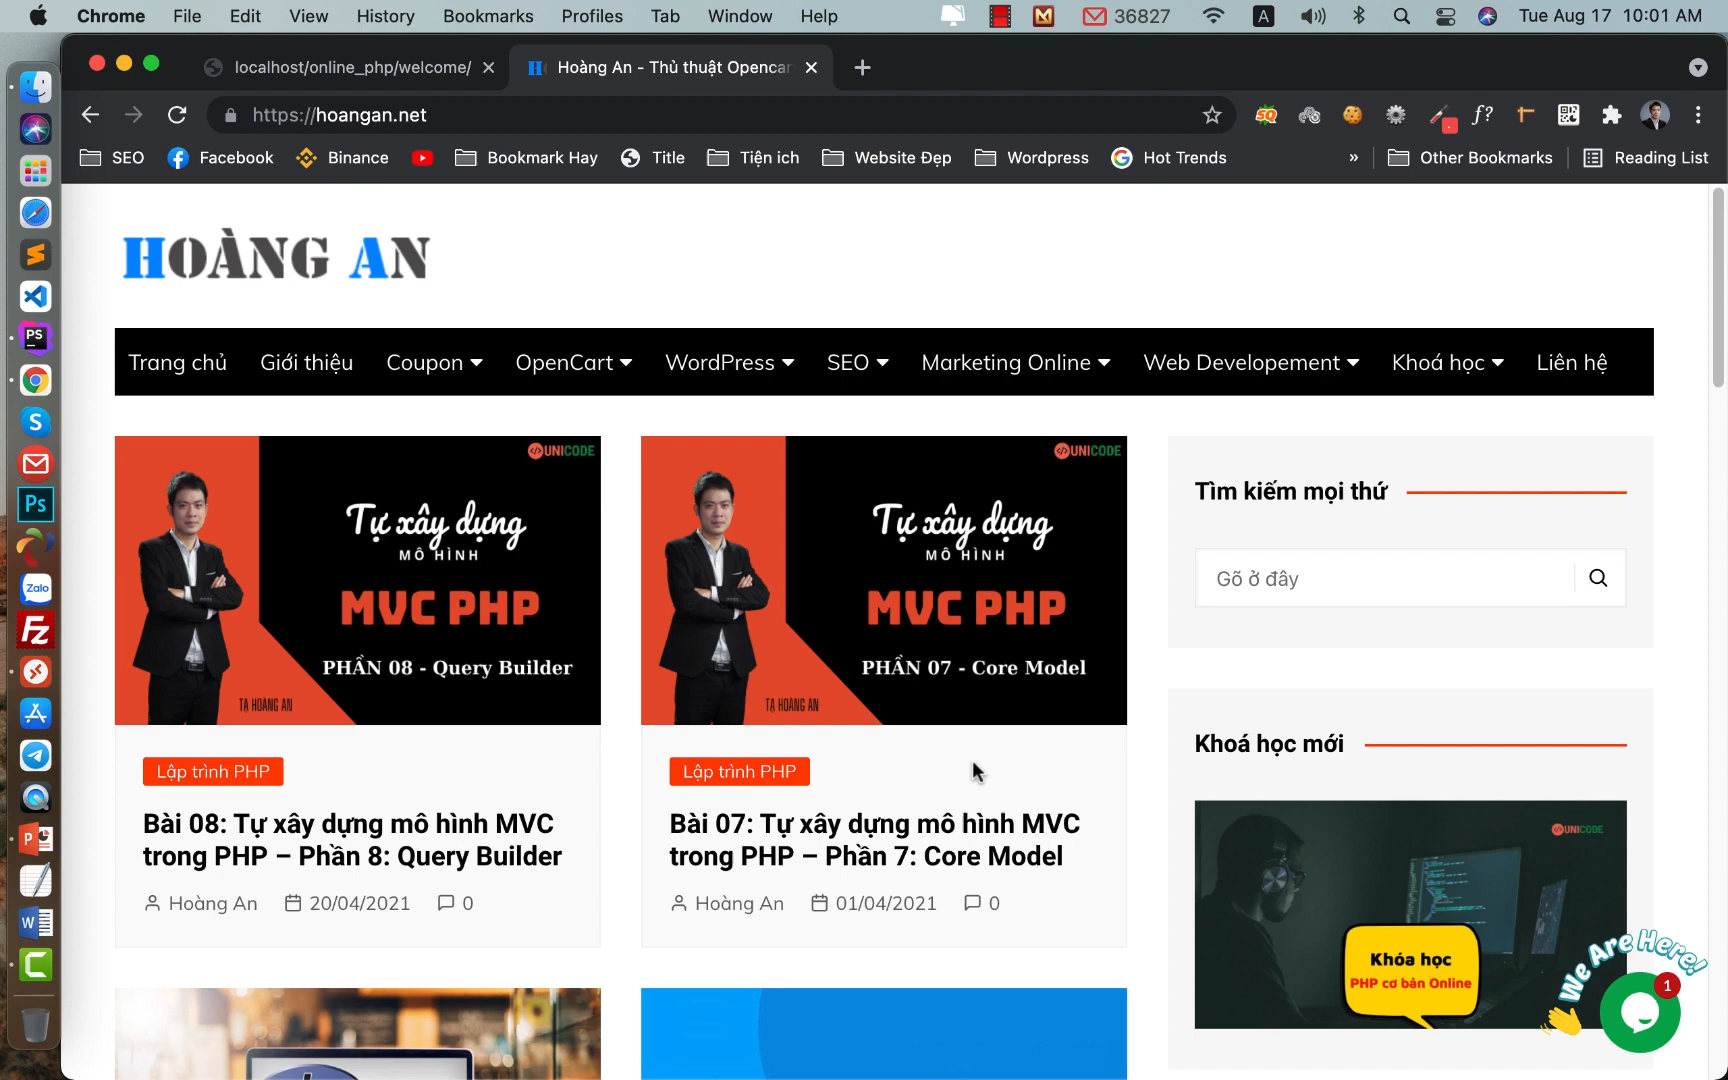 Chrome File Edit View History Bookmarks Profiles Tab Window Help 36827 A Tue Aug 17 10:01 AM
localhost/online_php/welcome/ Hoàng An - Thủ thuật Opencar
https://hoangan.net
SEO Facebook Binance Bookmark Hay Title Tiện ich Website Đẹp Wordpress Hot Trends » Other Bookmarks Reading List
HOÀNG AN
Trang chủ Giới thiệu Coupon OpenCart WordPress SEO Marketing Online Web Developement Khoá học Liên hệ
UNICODE
Tự xây dựng
MÔ HÌNH
MVC PHP
PHẦN 08 - Query Builder
TẠ HOÀNG AN
Lập trình PHP
Bài 08: Tự xây dựng mô hình MVC
trong PHP – Phần 8: Query Builder
Hoàng An 20/04/2021 0
UNICODE
Tự xây dựng
MÔ HÌNH
MVC PHP
PHẦN 07 - Core Model
TẠ HOÀNG AN
Lập trình PHP
Bài 07: Tự xây dựng mô hình MVC
trong PHP – Phần 7: Core Model
Hoàng An 01/04/2021 0
Tìm kiếm mọi thứ
Gõ ở đây
Khoá học mới
UNICODE
Khóa học
PHP cơ bản Online
We Are Here!
1
PS
S
Ps
Zalo
Fz
P
W
C
SQ
f?